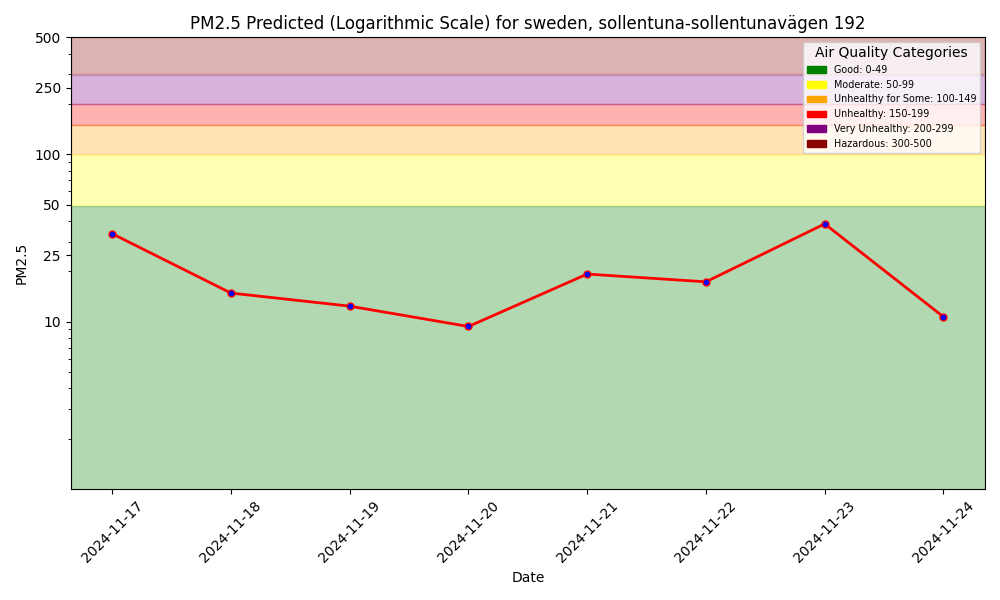 PM2.5 Predicted (Logarithmic Scale) for sweden, sollentuna-sollentunavägen 192
Air Quality Categories
Good: 0-49
Moderate: 50-99
Unhealthy for Some: 100-149
Unhealthy: 150-199
Very Unhealthy: 200-299
Hazardous: 300-500
PM2.5
500
250
100
50
25
10
2024-11-17
2024-11-18
2024-11-19
2024-11-20
2024-11-21
2024-11-22
2024-11-23
2024-11-24
Date